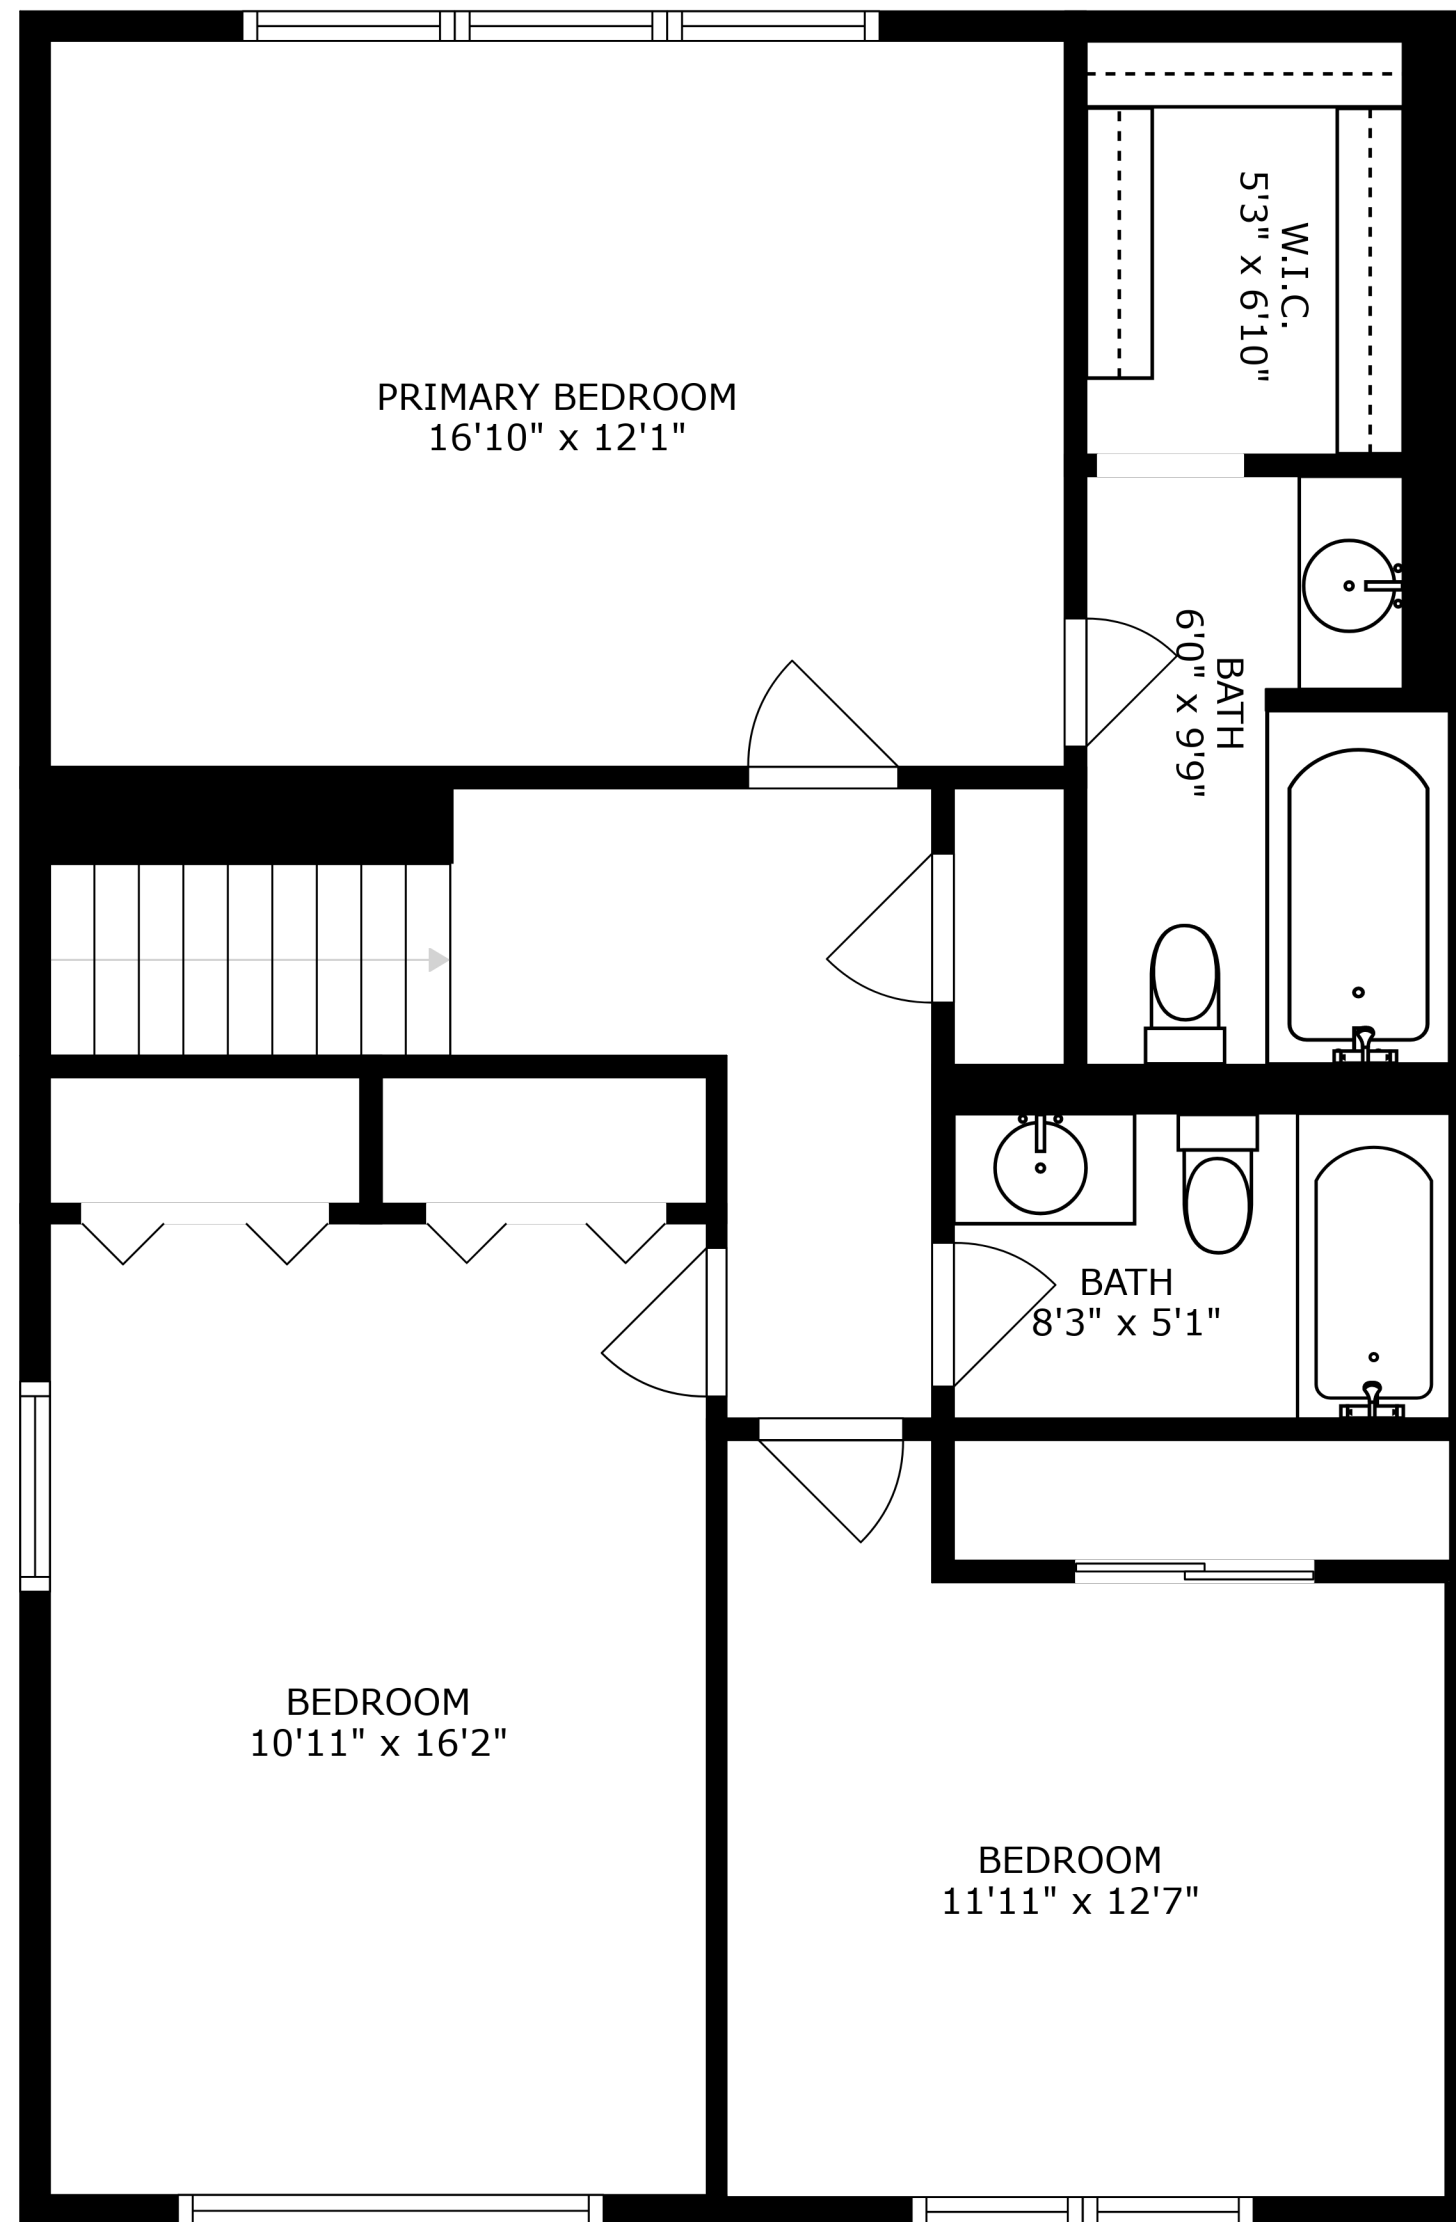 PRIMARY BEDROOM
16'10" x 12'1"
W.I.C.
5'3" x 6'10"
BATH
6'0" x 9'9"
BATH
8'3" x 5'1"
BEDROOM
10'11" x 16'2"
BEDROOM
11'11" x 12'7"